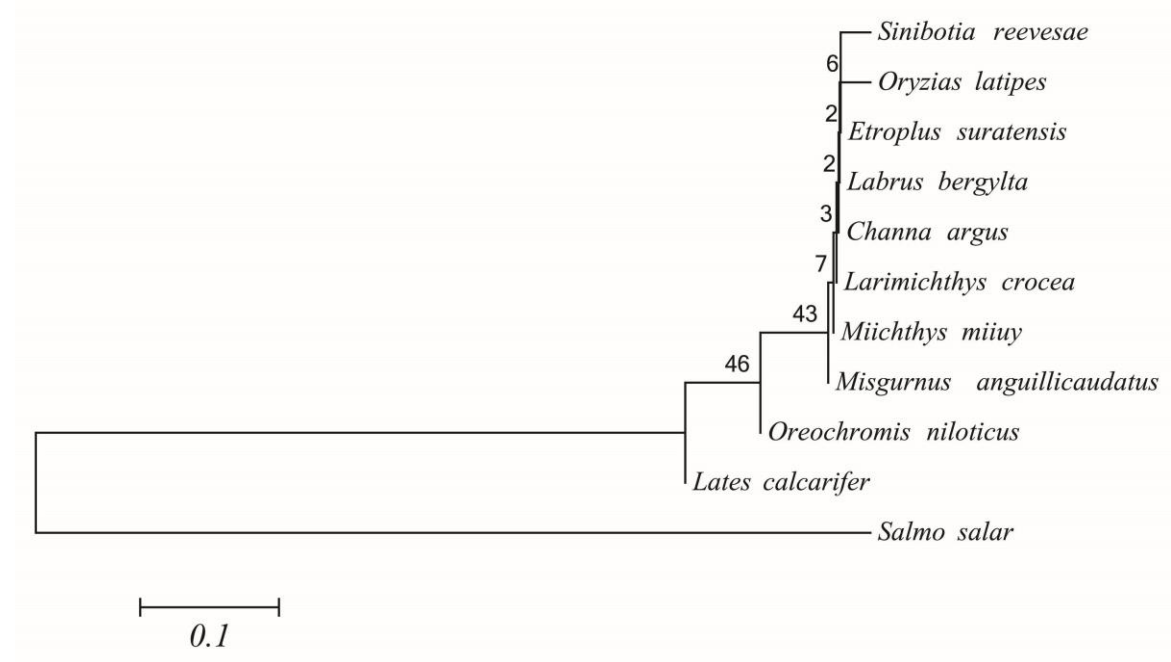 Sinibotia reevesae
6
Oryzias latipes
2
Etroplus suratensis
2
Labrus bergylta
3
Channa argus
7
Larimichthys crocea
43
Miichthys miiuy
46
Misgurnus anguillicaudatus
Oreochromis niloticus
Lates calcarifer
Salmo salar
0.1